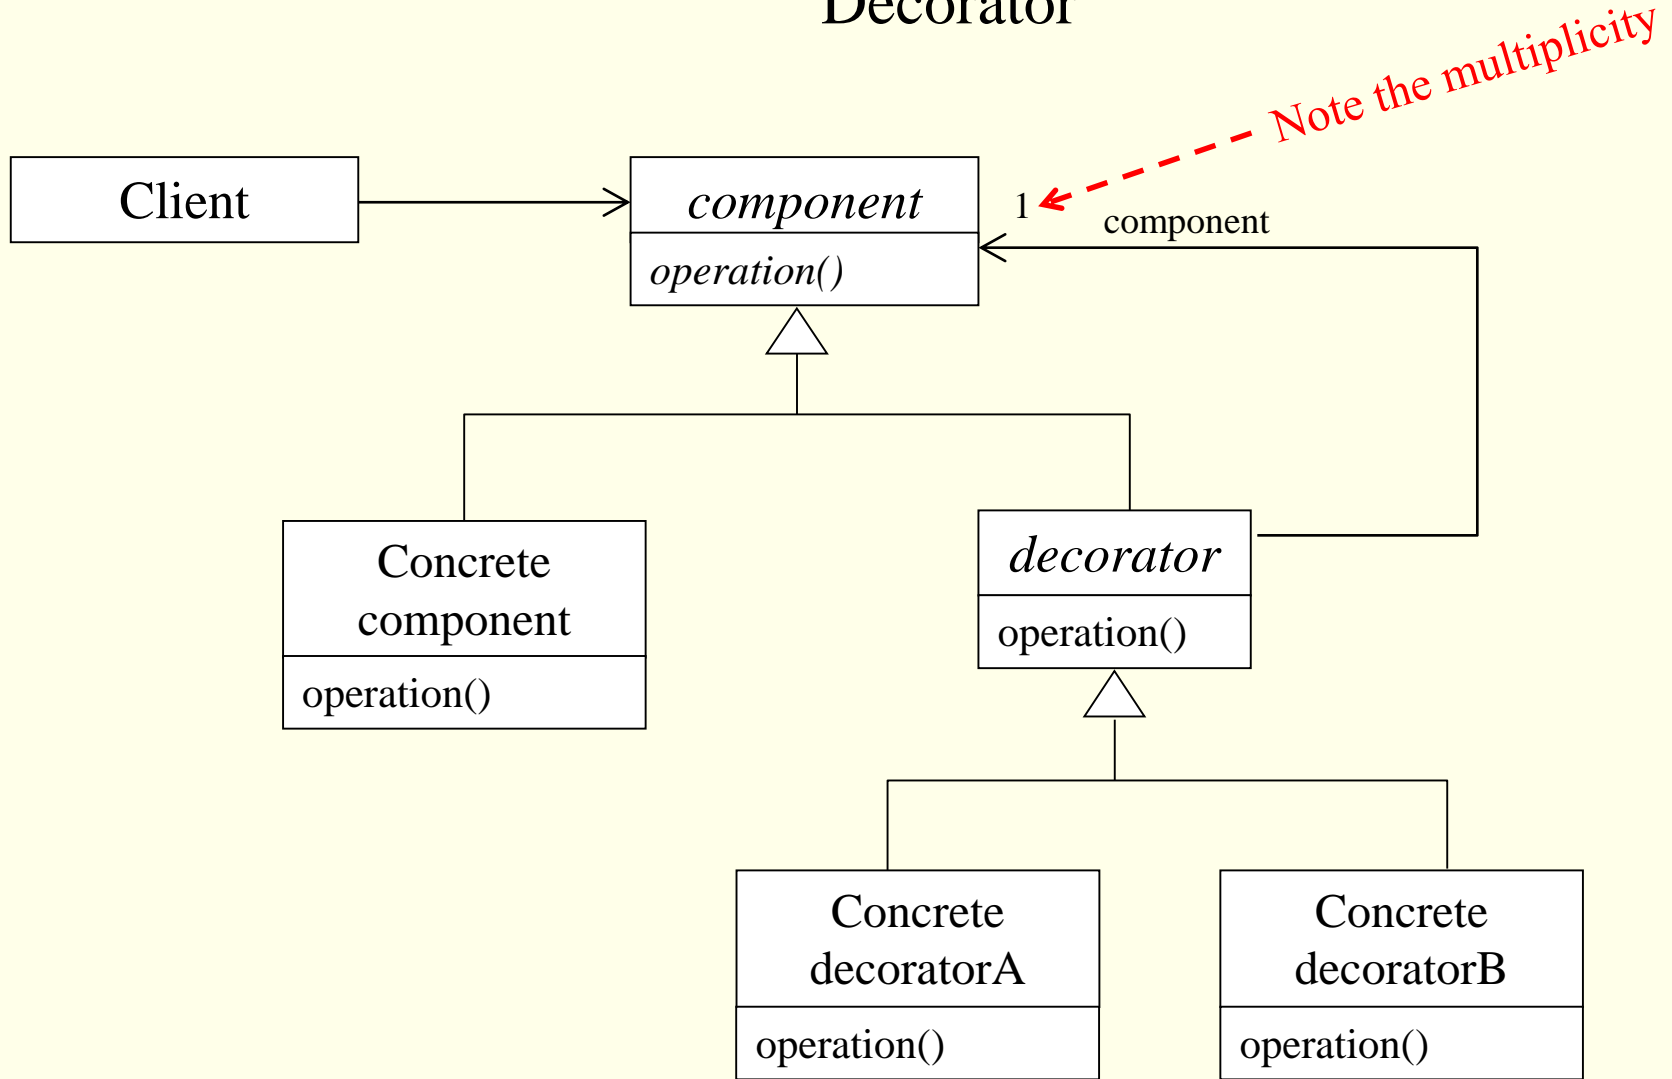 Decorator
Note the multiplicity
Client
component
operation()
1
component
Concrete
component
operation()
decorator
operation()
Concrete
decoratorA
operation()
Concrete
decoratorB
operation()